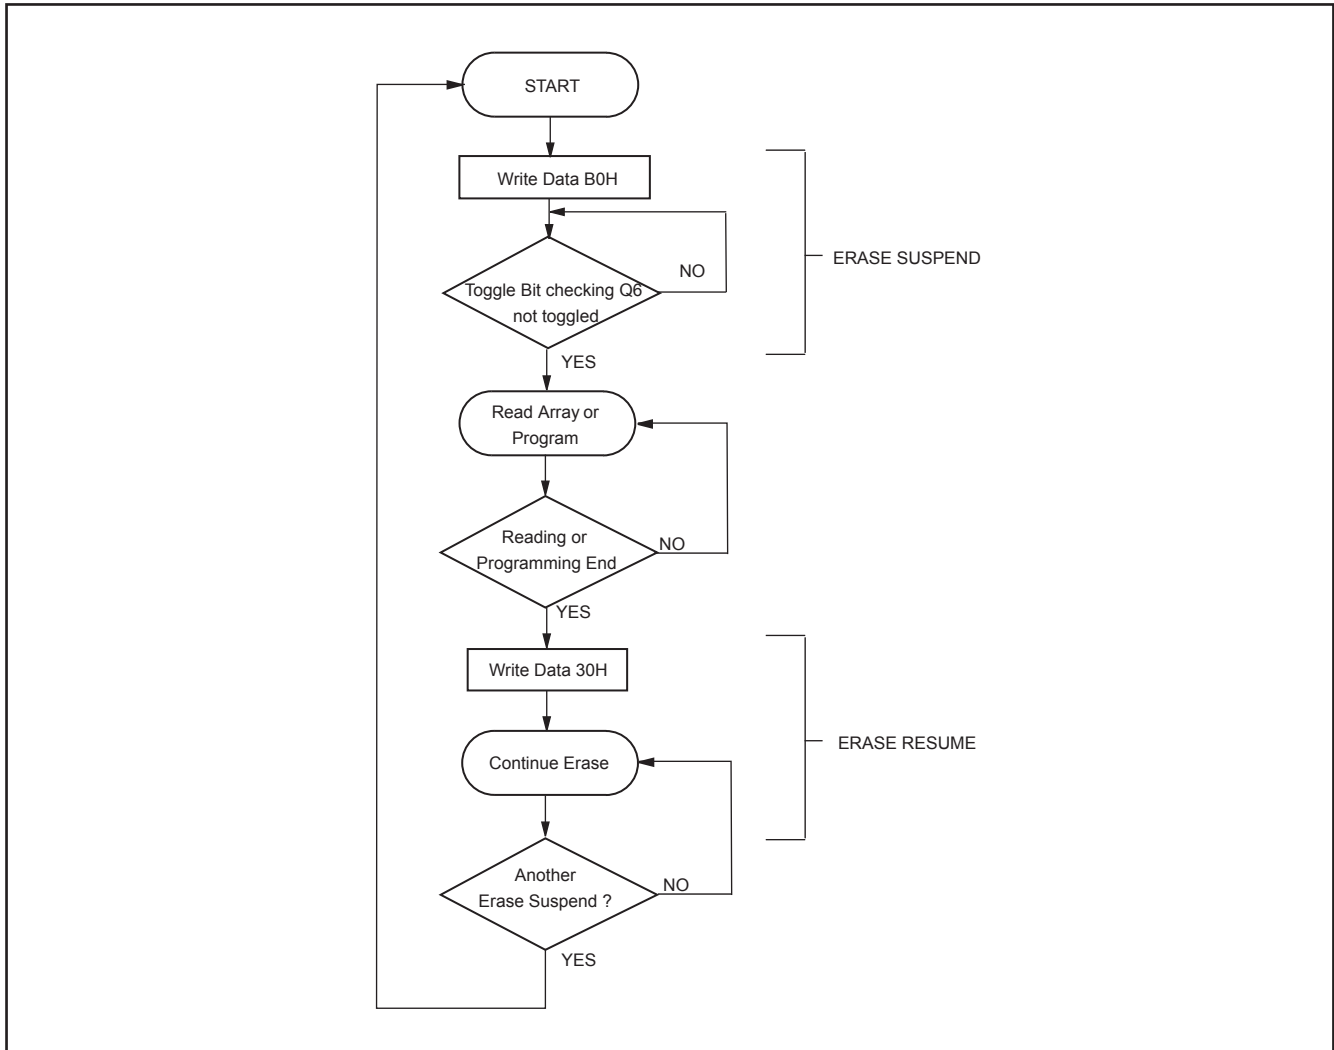 START
Write Data B0H
ERASE SUSPEND
NO
Toggle Bit checking Q6
not toggled
YES
Read Array or
Program
Reading or
Programming End
NO
YES
Write Data 30H
ERASE RESUME
Continue Erase
Another
Erase Suspend ?
NO
YES